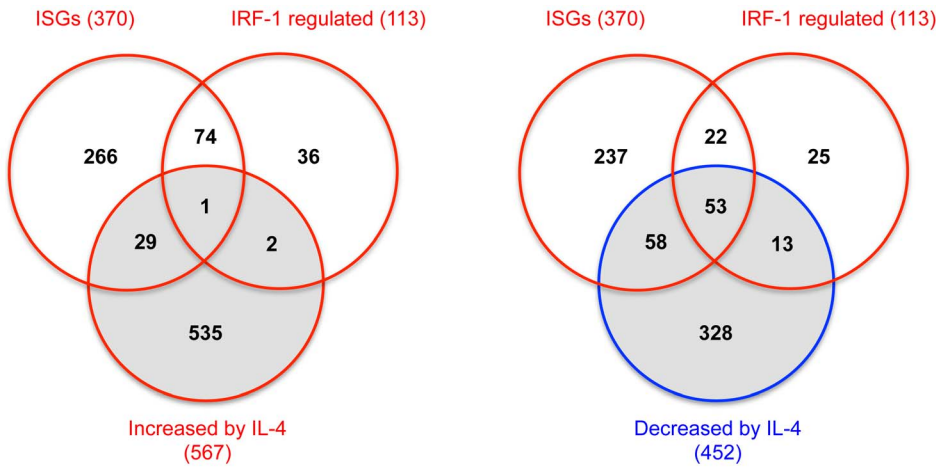 ISGs (370)
IRF-1 regulated (113)
266
74
36
1
29
2
535
Increased by IL-4
(567)
ISGs (370)
IRF-1 regulated (113)
237
22
25
53
58
13
328
Decreased by IL-4
(452)